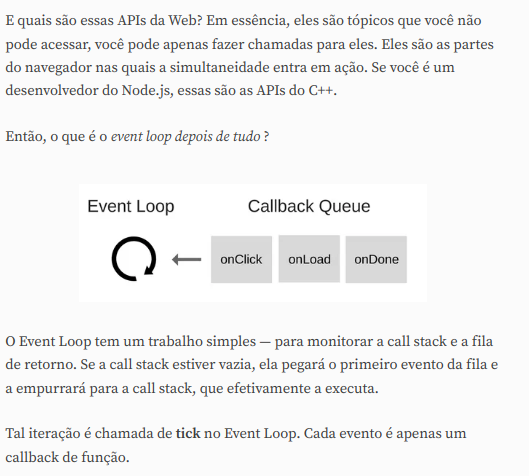 E quais são essas APIs da Web? Em essência, eles são tópicos que você não
pode acessar, você pode apenas fazer chamadas para eles. Eles são as partes
do navegador nas quais a simultaneidade entra em ação. Se você é um
desenvolvedor do Node.js, essas são as APIs do C++.
Então, o que é o event loop depois de tudo ?
Event Loop
Callback Queue
onClick
onLoad
onDone
O Event Loop tem um trabalho simples — para monitorar a call stack e a fila
de retorno. Se a call stack estiver vazia, ela pegará o primeiro evento da fila e
a empurrará para a call stack, que efetivamente a executa.
Tal iteração é chamada de tick no Event Loop. Cada evento é apenas um
callback de função.